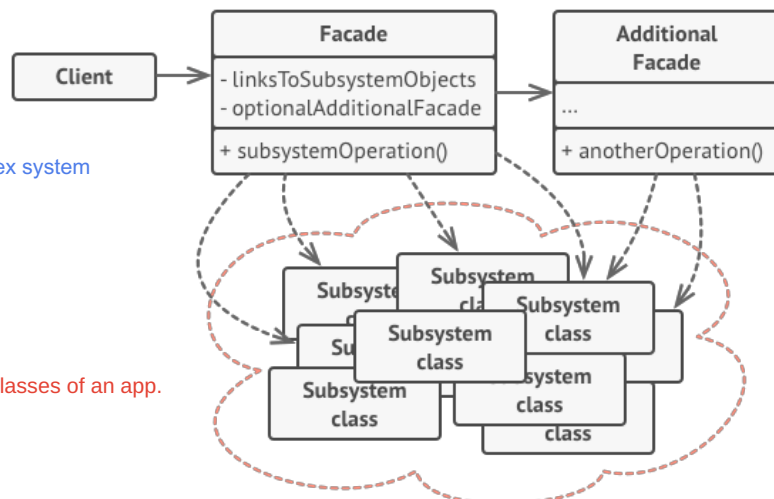 Facade
Additional
Facade
Client
- linksToSubsystemObjects
- optionalAdditionalFacade
...
+ subsystemOperation()
+ anotherOperation()
ex system
Subsystem
class
Subsystem
class
Subsystem
class
lasses of an app.
Subsystem
class
class
class